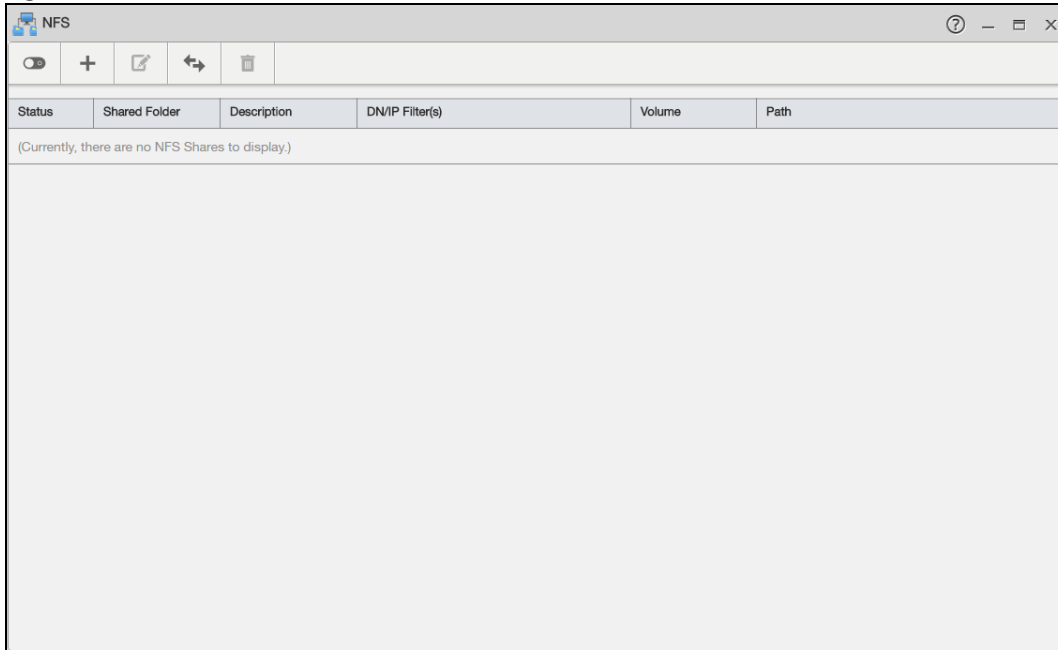 NFS
Status Shared Folder Description DN/IP Filter(s) Volume Path
(Currently, there are no NFS Shares to display.)